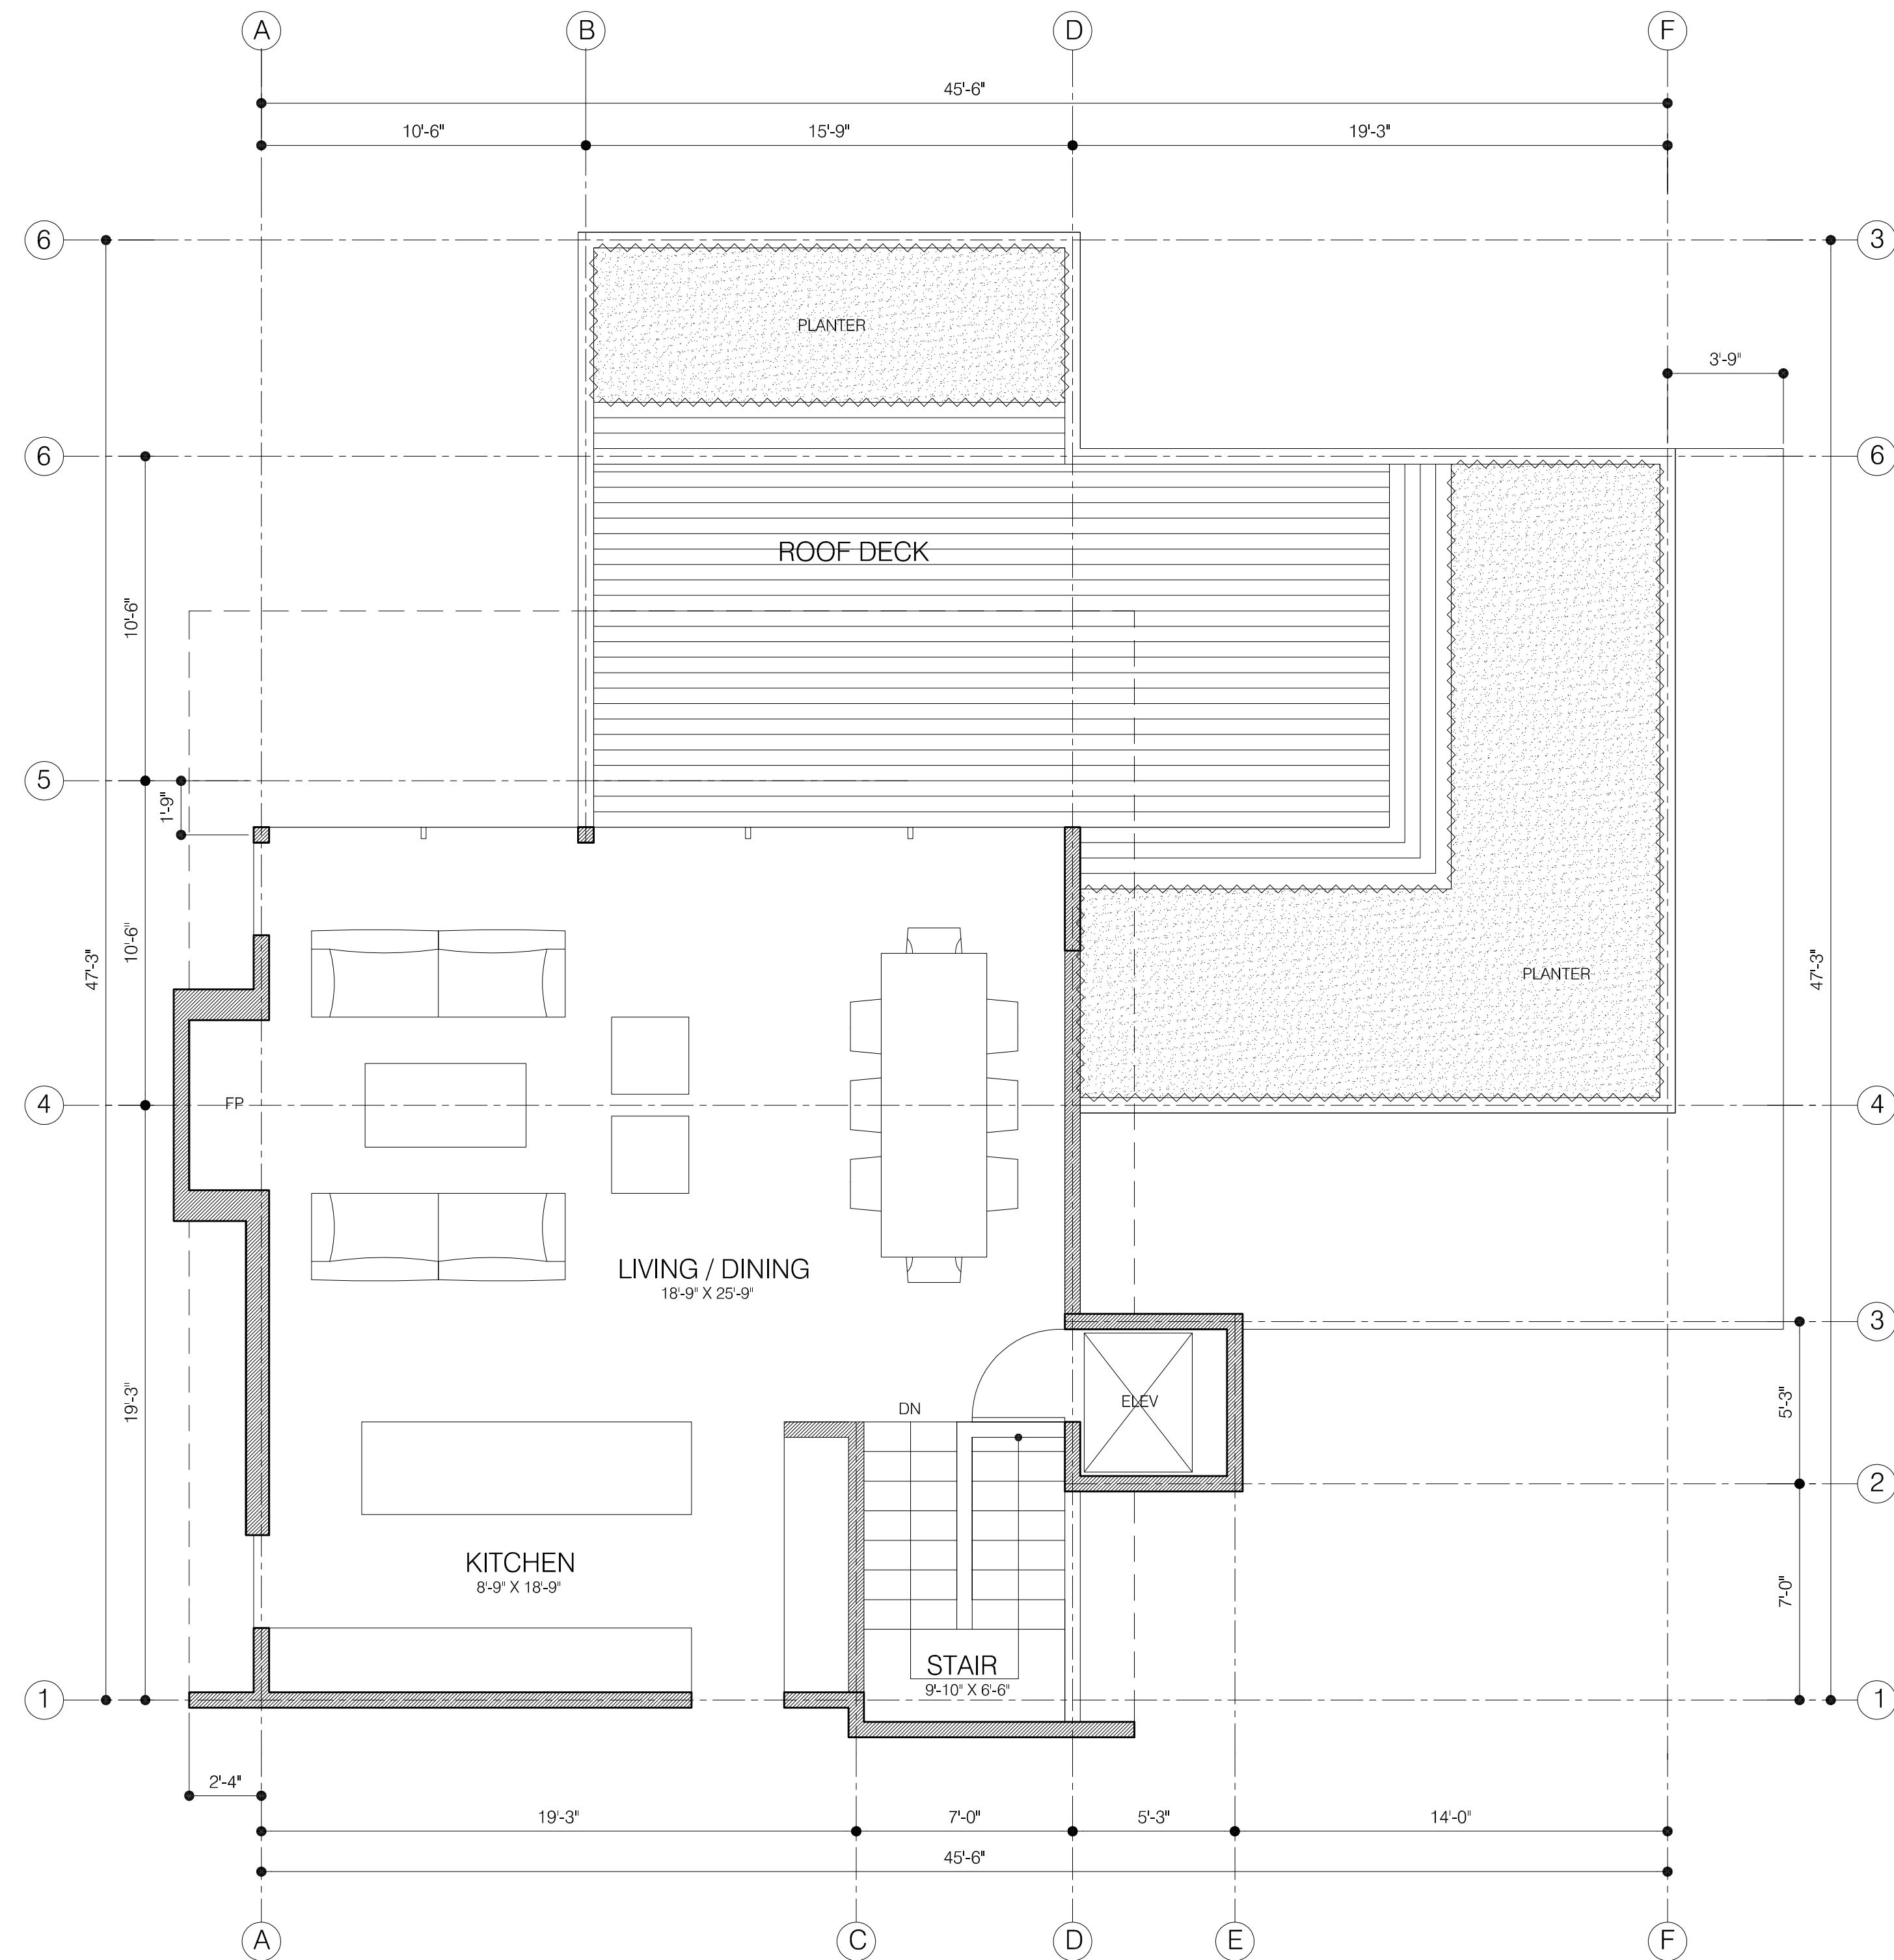 A
B
D
F
45'-6"
10'-6"
15'-9"
19'-3"
6
3
PLANTER
3'-9"
6
6
ROOF DECK
10'-6"
5
1'-9"
10'-6"
47'-3"
47'-3"
PLANTER
4
FP
4
LIVING / DINING
18'-9" X 25'-9"
3
19'-3"
DN
ELEV
5'-3"
2
KITCHEN
8'-9" X 18'-9"
7'-0"
STAIR
9'-10" X 6'-6"
1
1
2'-4"
19'-3"
7'-0"
5'-3"
14'-0"
45'-6"
A
C
D
E
F